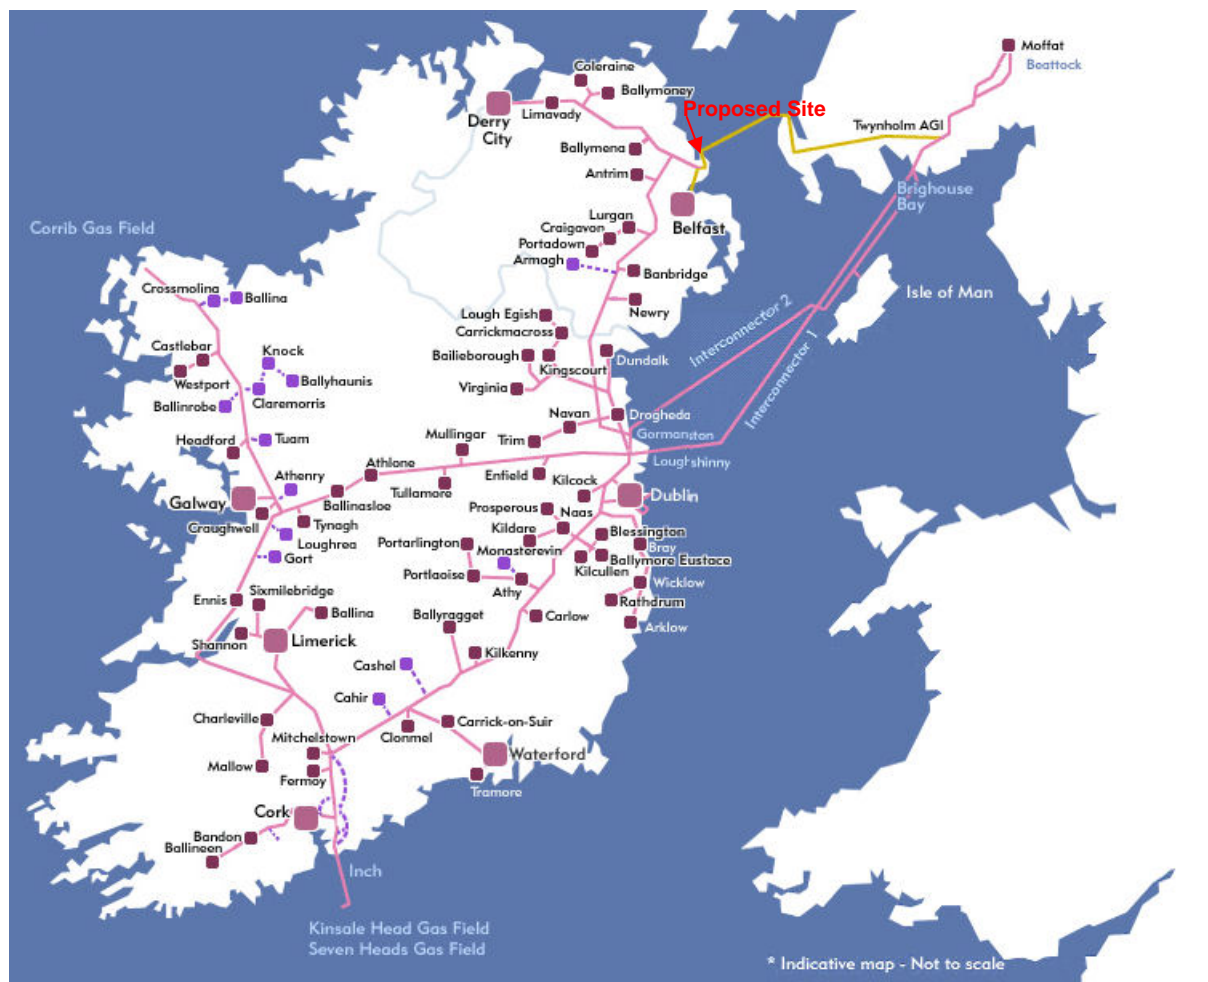 Moffat
Beattock
Coleraine
Ballymoney
Proposed Site
Limavady
Derry
City
Twynholm AGI
Ballymena
Antrim
Brighouse
Bay
Lurgan
Craigavon
Belfast
Corrib Gas Field
Portadown
Armagh
Banbridge
Crossmolina
Ballina
Isle of Man
Newry
Lough Egish
Carrickmacross
Interconnector 2
Castlebar
Knock
Bailieborough
Dundalk
Interconnector 1
Westport
Ballyhaunis
Kingscourt
Virginia
Ballinrobe
Claremorris
Navan
Drogheda
Headford
Tuam
Mullingar
Trim
Gormanston
Athlone
Loughshinny
Athenry
Tullamore
Enfield
Kilcock
Galway
Ballinasloe
Dublin
Craughwell
Tynagh
Prosperous
Naas
Loughrea
Kildare
Blessington
Portarlington
Monasterevin
Bray
Gort
Ballymore Eustace
Kilcullen
Portlaoise
Wicklow
Sixmilebridge
Athy
Ennis
Ballina
Rathdrum
Ballyragget
Carlow
Arklow
Shannon
Limerick
Kilkenny
Cashel
Cahir
Charleville
Carrick-on-Suir
Mitchelstown
Clonmel
Waterford
Mallow
Fermoy
Tramore
Cork
Bandon
Ballineen
Inch
Kinsale Head Gas Field
Seven Heads Gas Field
* Indicative map - Not to scale